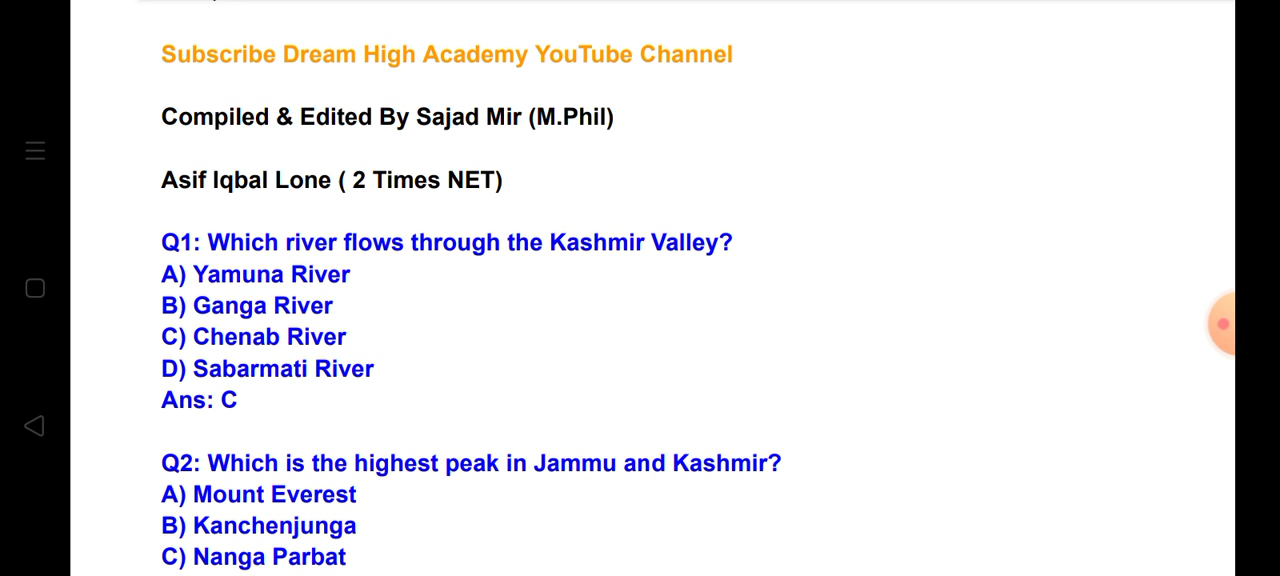 Subscribe Dream High Academy YouTube Channel
Compiled & Edited By Sajad Mir (M.Phil)
Asif Iqbal Lone ( 2 Times NET)
Q1: Which river flows through the Kashmir Valley?
A) Yamuna River
B) Ganga River
C) Chenab River
D) Sabarmati River
Ans: C
Q2: Which is the highest peak in Jammu and Kashmir?
A) Mount Everest
B) Kanchenjunga
C) Nanga Parbat